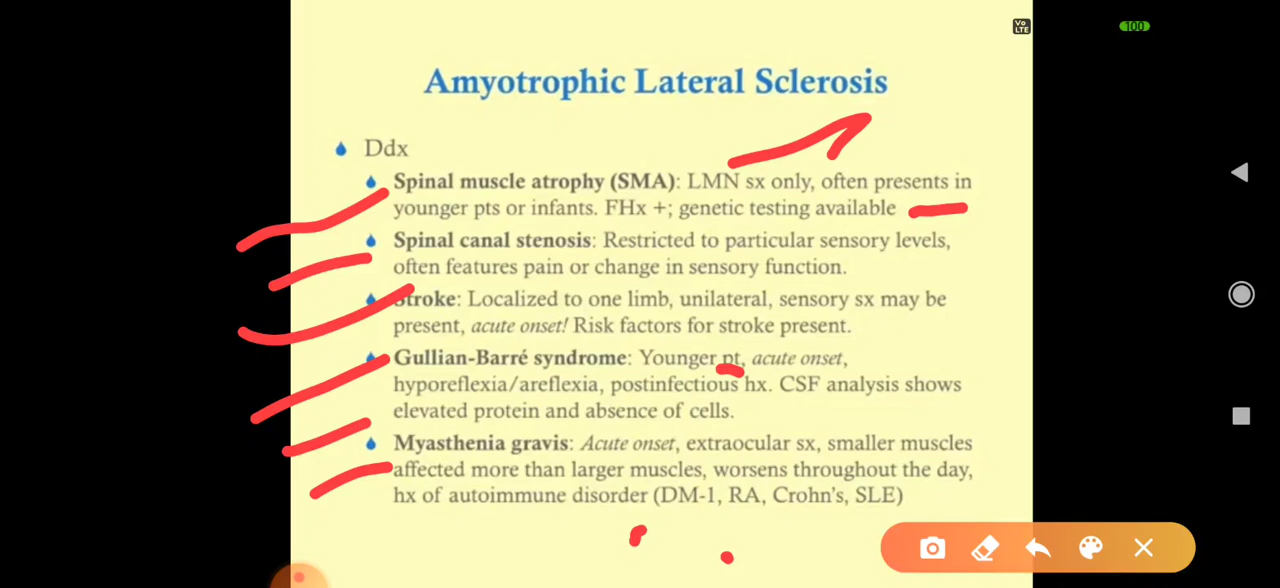 Vo
LTE
100
Amyotrophic Lateral Sclerosis
Ddx
Spinal muscle atrophy (SMA): LMN sx only, often presents in
younger pts or infants. FHx +; genetic testing available
Spinal canal stenosis: Restricted to particular sensory levels,
often features pain or change in sensory function.
Stroke: Localized to one limb, unilateral, sensory sx may be
present, acute onset! Risk factors for stroke present.
Gullian-Barré syndrome: Younger pt, acute onset,
hyporeflexia/areflexia, postinfectious hx. CSF analysis shows
elevated protein and absence of cells.
Myasthenia gravis: Acute onset, extraocular sx, smaller muscles
affected more than larger muscles, worsens throughout the day,
hx of autoimmune disorder (DM-1, RA, Crohn's, SLE)